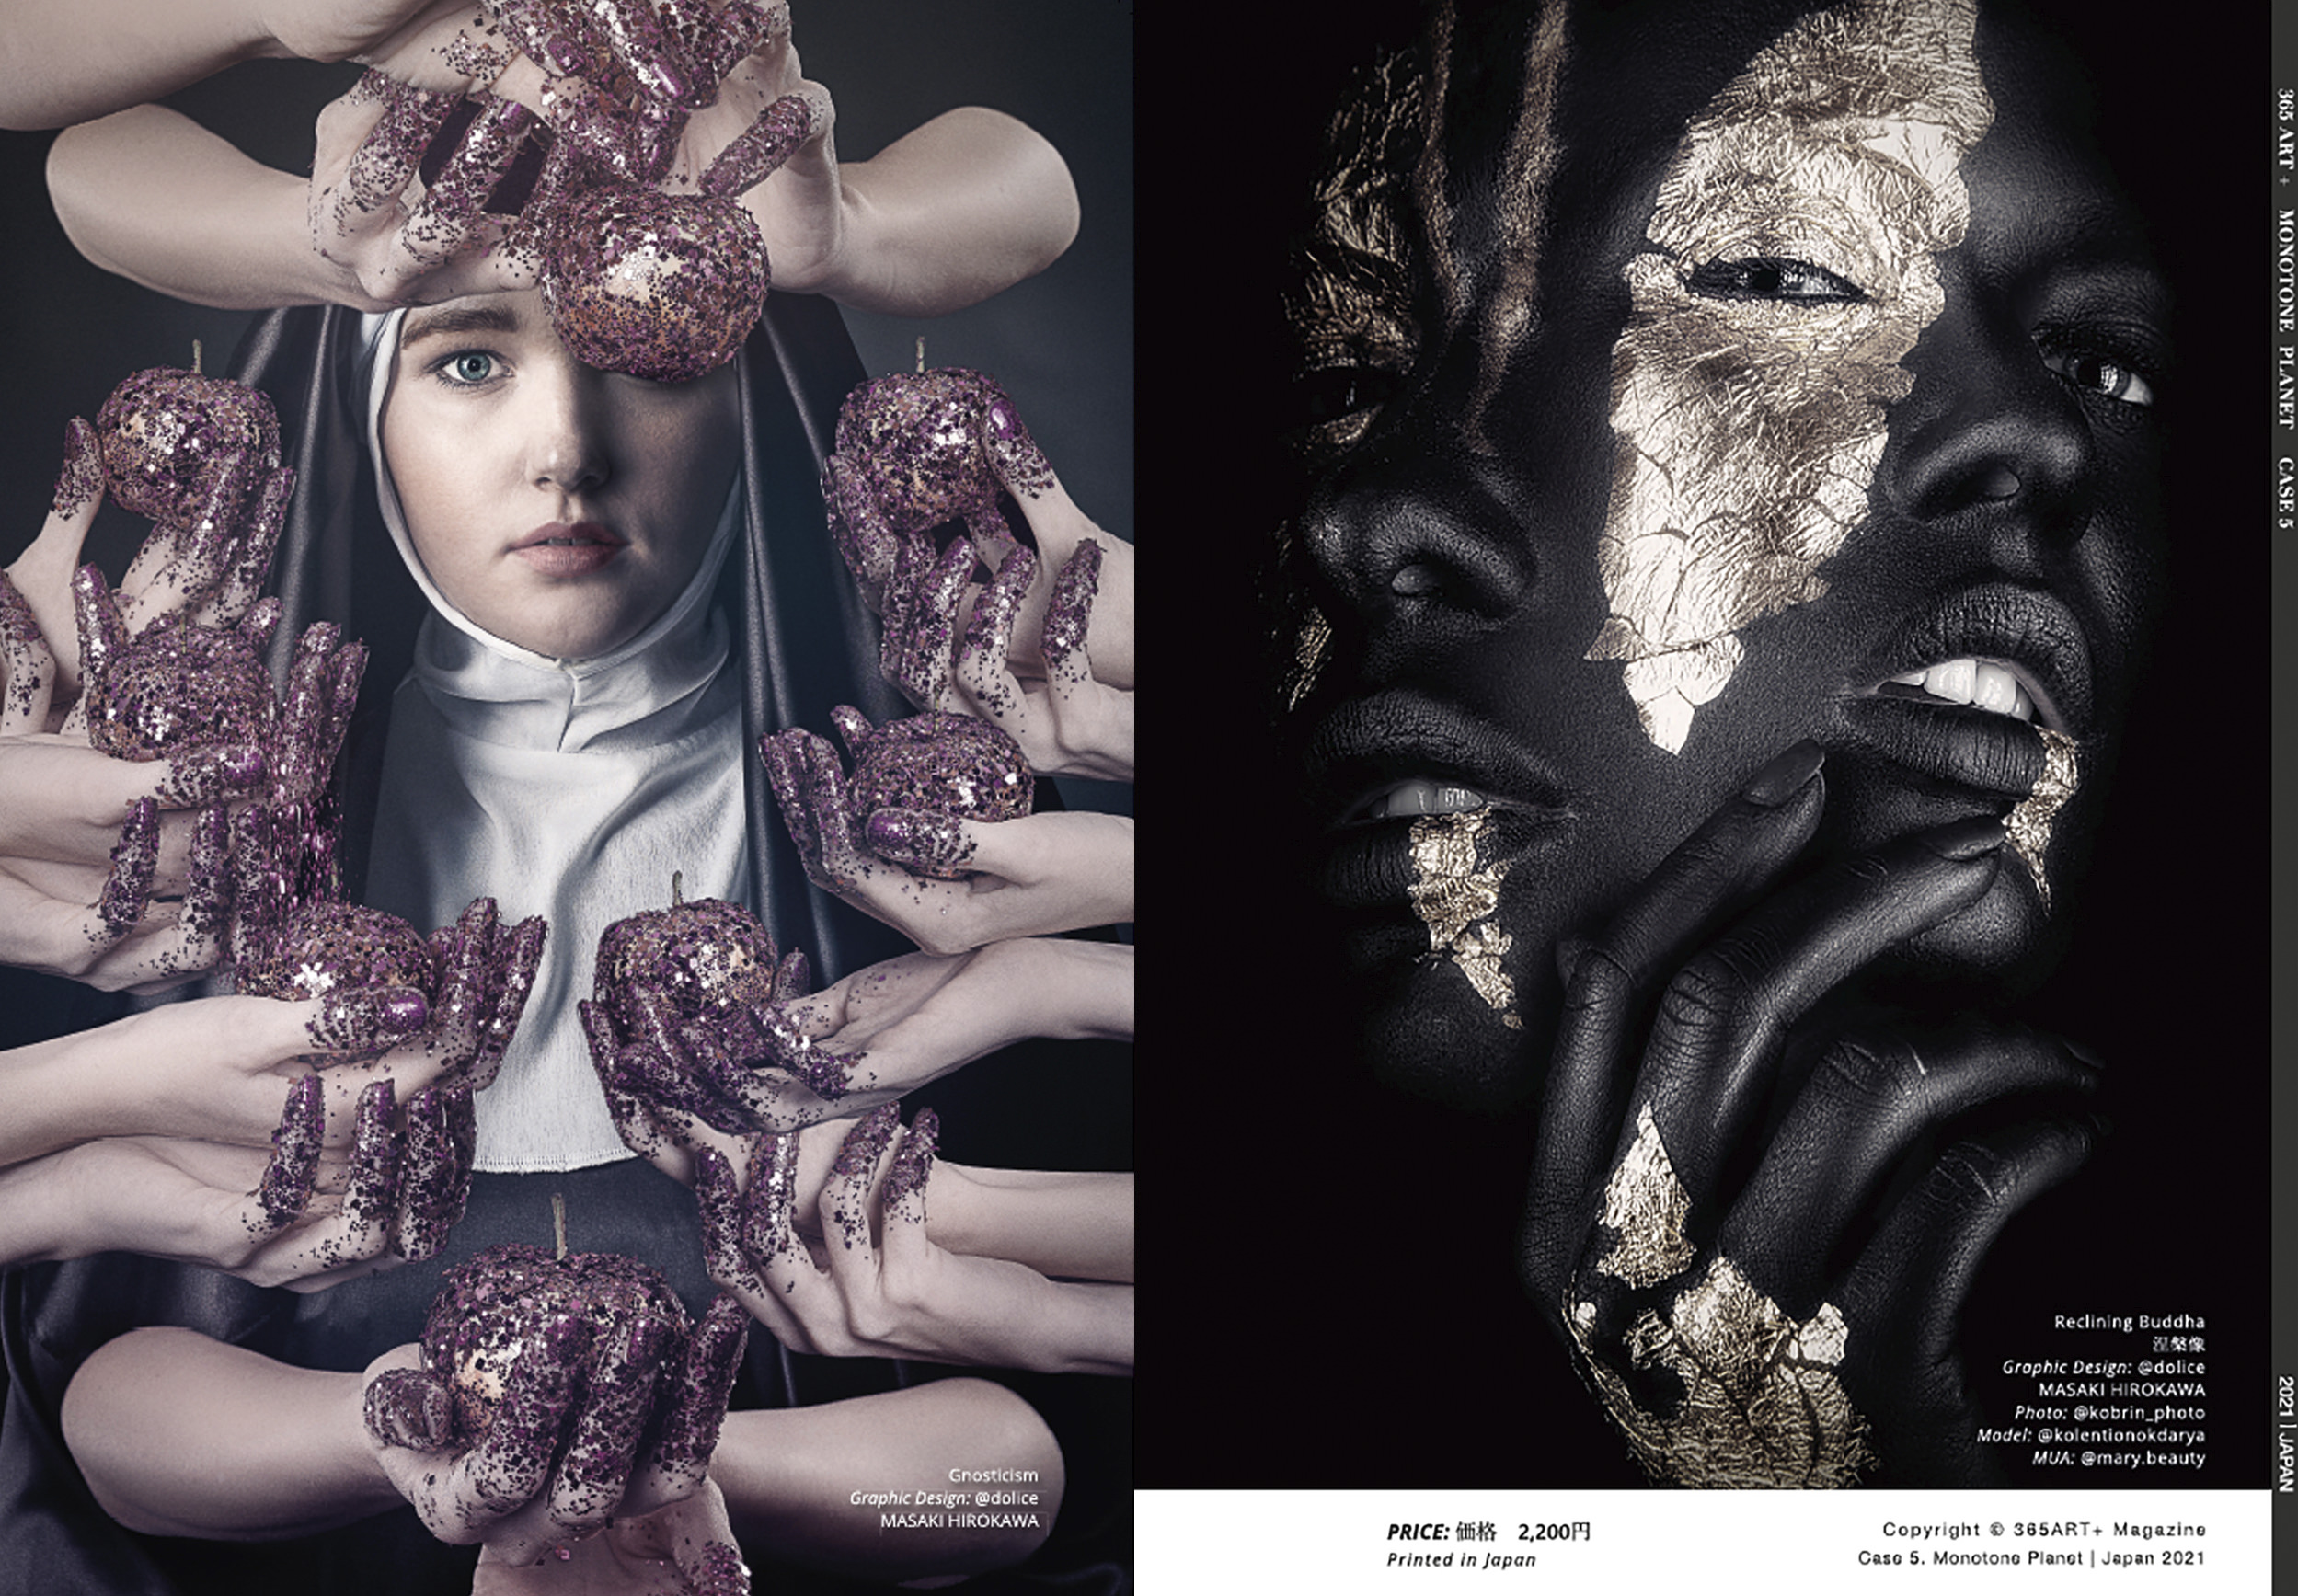 Gnosticism
Graphic Design: @dolice
MASAKI HIROKAWA
Reclining Buddha
涅槃像
Graphic Design: @dolice
MASAKI HIROKAWA
Photo: @kobrin_photo
Model: @kolentionokdarya
MUA: @mary.beauty
PRICE: 価格 2,200円
Printed in Japan
Copyright © 365ART+ Magazine
Case 5. Monotone Planet | Japan 2021
365 ART + MONOTONE PLANET CASE 5
2021 | JAPAN